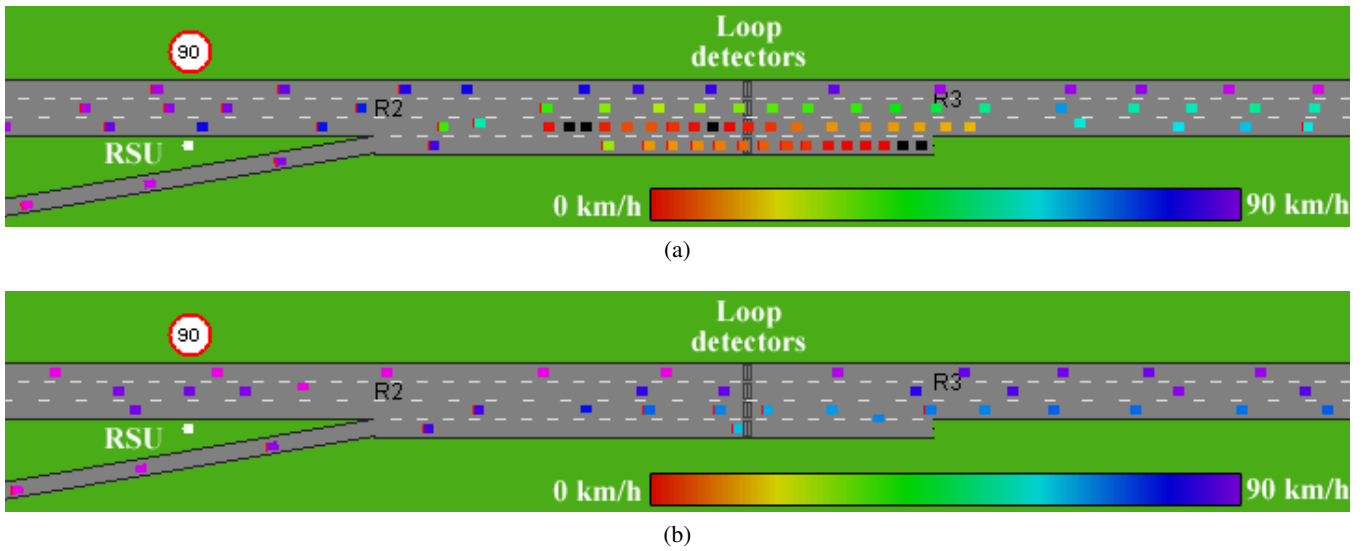 Loop
detectors
90
R2
R3
RSU
0 km/h
90 km/h
(a)
Loop
detectors
90
R2
R3
RSU
0 km/h
90 km/h
(b)